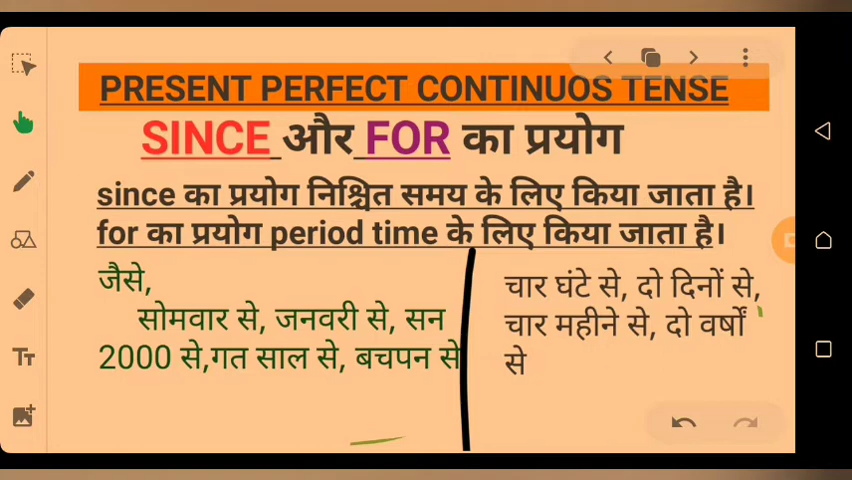 PRESENT PERFECT CONTINUOS TENSE
SINCE और FOR का प्रयोग
since का प्रयोग निश्चित समय के लिए किया जाता है।
for का प्रयोग period time के लिए किया जाता है।
जैसे,
सोमवार से, जनवरी से, सन
2000 से,गत साल से, बचपन से
चार घंटे से, दो दिनों से,
चार महीने से, दो वर्षों
से
Tт